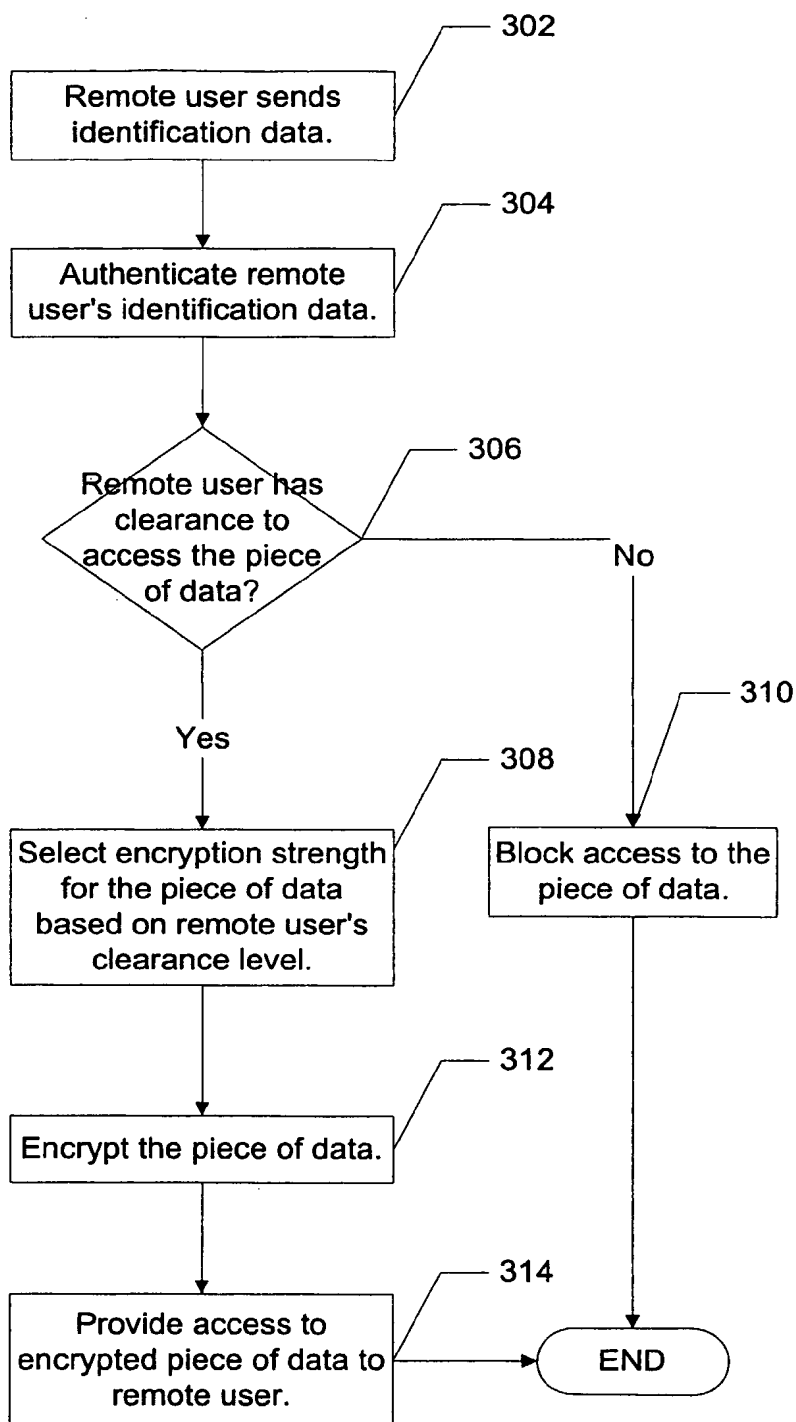 302
Remote user sends
identification data.
304
Authenticate remote
user's identification data.
306
Remote user has
clearance to
access the piece
of data?
No
310
Yes
308
Select encryption strength
for the piece of data
based on remote user's
clearance level.
Block access to the
piece of data.
312
Encrypt the piece of data.
314
Provide access to
encrypted piece of data to
remote user.
END